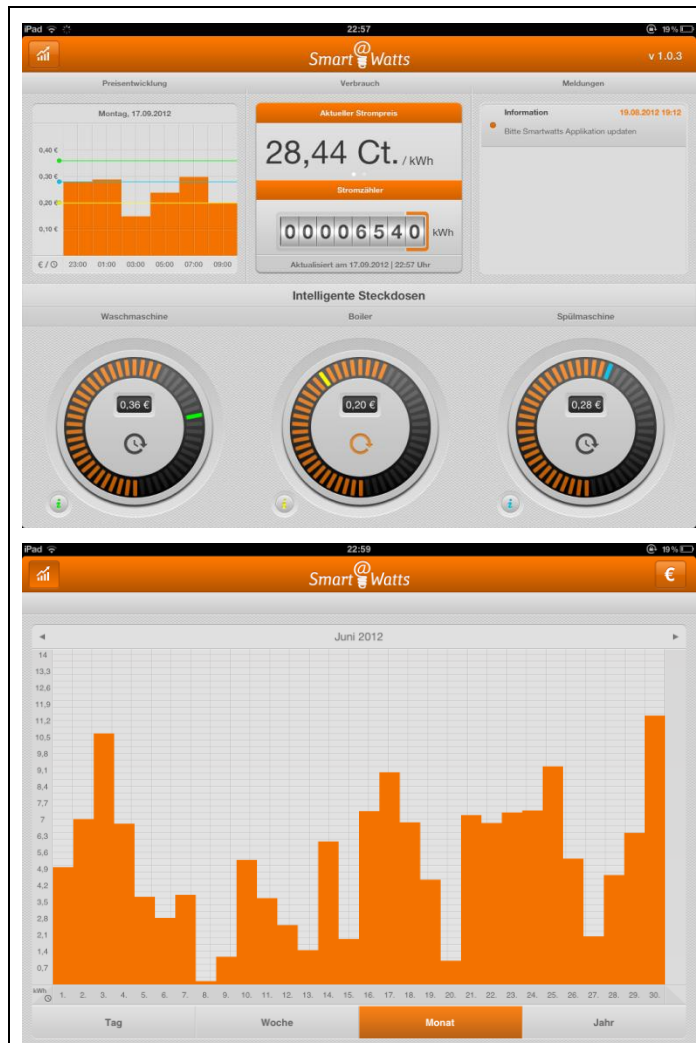 iPad 22:57 19%
Smart@Watts v 1.0.3
Preisentwicklung Verbrauch Meldungen
Montag, 17.09.2012
0,40 €
0,30 €
0,20 €
0,10 €
€ / 23:00 01:00 03:00 05:00 07:00 09:00
Aktueller Strompreis
28,44 Ct. / kWh
Stromzähler
00006540 kWh
Aktualisiert am 17.09.2012 | 22:57 Uhr
Information 19.08.2012 19:12
Bitte Smartwatts Applikation updaten
Intelligente Steckdosen
Waschmaschine Boiler Spülmaschine
0,36 € 0,20 € 0,28 €
i i i
iPad 22:59 19%
Smart@Watts €
Juni 2012
14
13,3
12,6
11,9
11,2
10,5
9,8
9,1
8,4
7,7
7
6,3
5,6
4,9
4,2
3,5
2,8
2,1
1,4
0,7
kWh 1. 2. 3. 4. 5. 6. 7. 8. 9. 10. 11. 12. 13. 14. 15. 16. 17. 18. 19. 20. 21. 22. 23. 24. 25. 26. 27. 28. 29. 30.
Tag Woche Monat Jahr